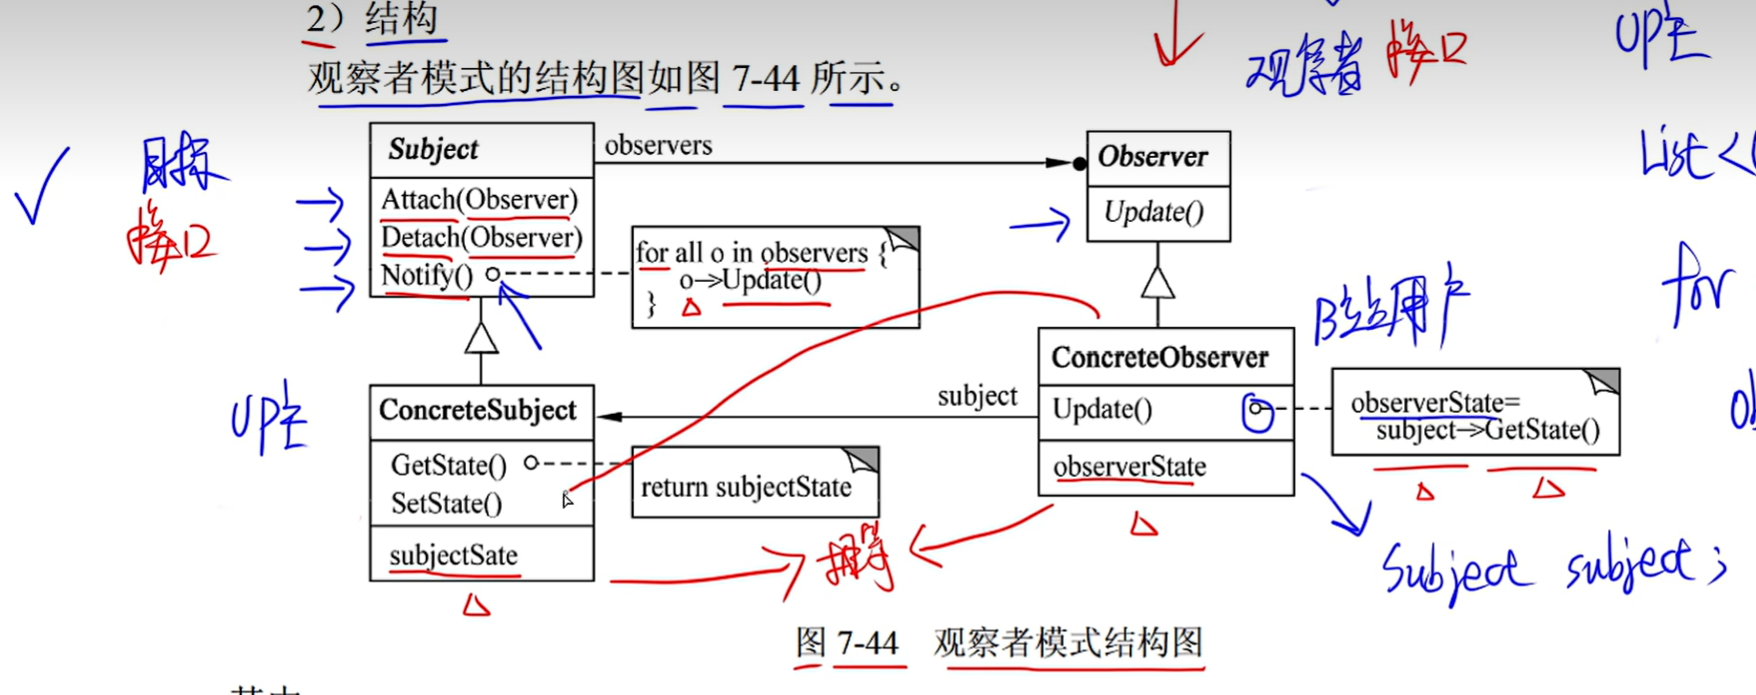 2）结构
观察者 接口
UP主
观察者模式的结构图如图 7-44 所示。
目标
接口
Subject
observers
Observer
List <
Attach(Observer)
Detach(Observer)
Notify()
Update()
for all o in observers {
o->Update()
}
for
B站用户
UP主
ConcreteSubject
subject
ConcreteObserver
GetState()
SetState()
return subjectState
Update()
observerState=
subject->GetState()
observerState
subjectSate
Subject subject;
图 7-44 观察者模式结构图